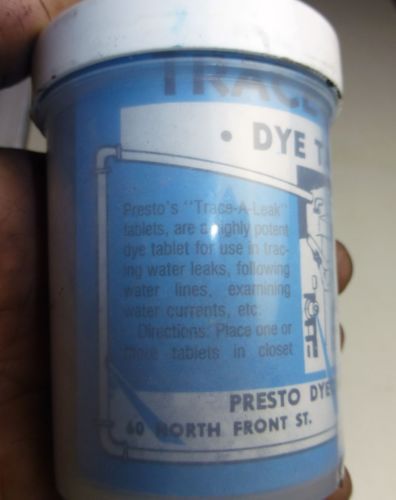 TRACE
• DYE T
Presto's "Trace-A-Leak"
tablets, are a highly potent
dye tablet for use in trac-
ing water leaks, following
water lines, examining
water currents, etc.
Directions: Place one or
more tablets in closet
PRESTO DYE
60 NORTH FRONT ST.